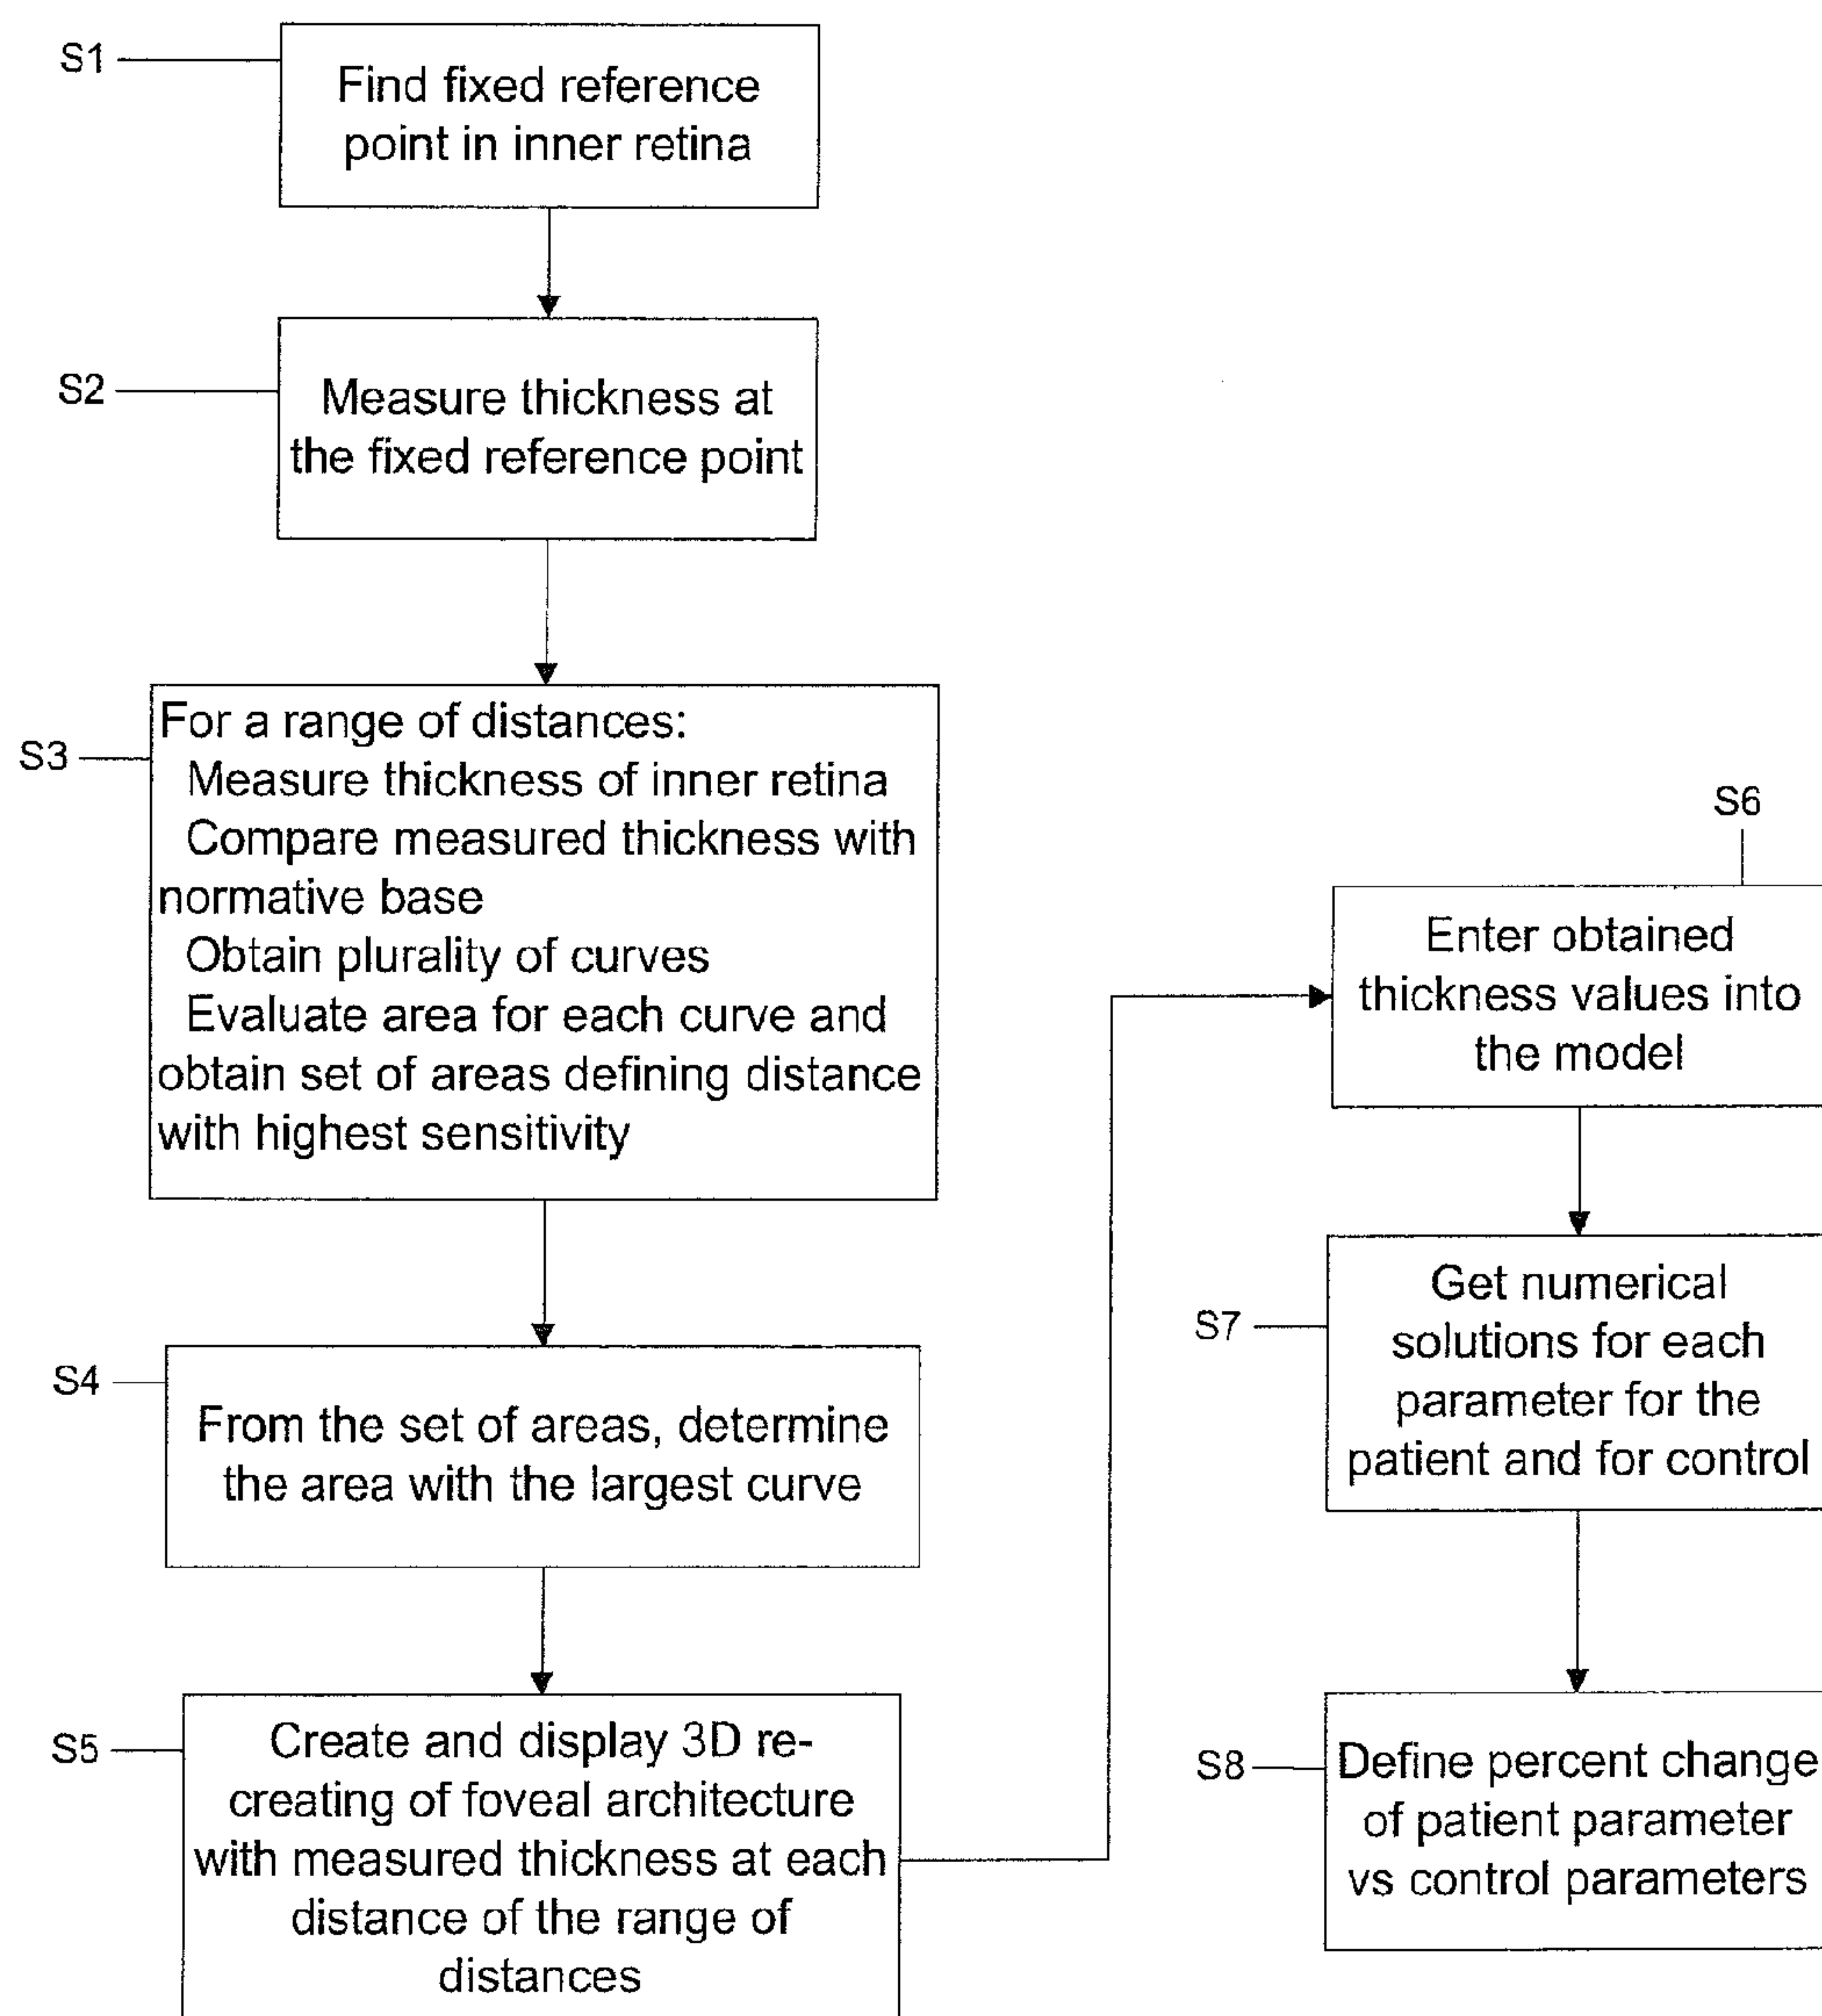 S1
Find fixed reference
point in inner retina
S2
Measure thickness at
the fixed reference point
S3
For a range of distances:
Measure thickness of inner retina
Compare measured thickness with
normative base
Obtain plurality of curves
Evaluate area for each curve and
obtain set of areas defining distance
with highest sensitivity
S4
From the set of areas, determine
the area with the largest curve
S5
Create and display 3D re-
creating of foveal architecture
with measured thickness at each
distance of the range of
distances
S6
Enter obtained
thickness values into
the model
S7
Get numerical
solutions for each
parameter for the
patient and for control
S8
Define percent change
of patient parameter
vs control parameters